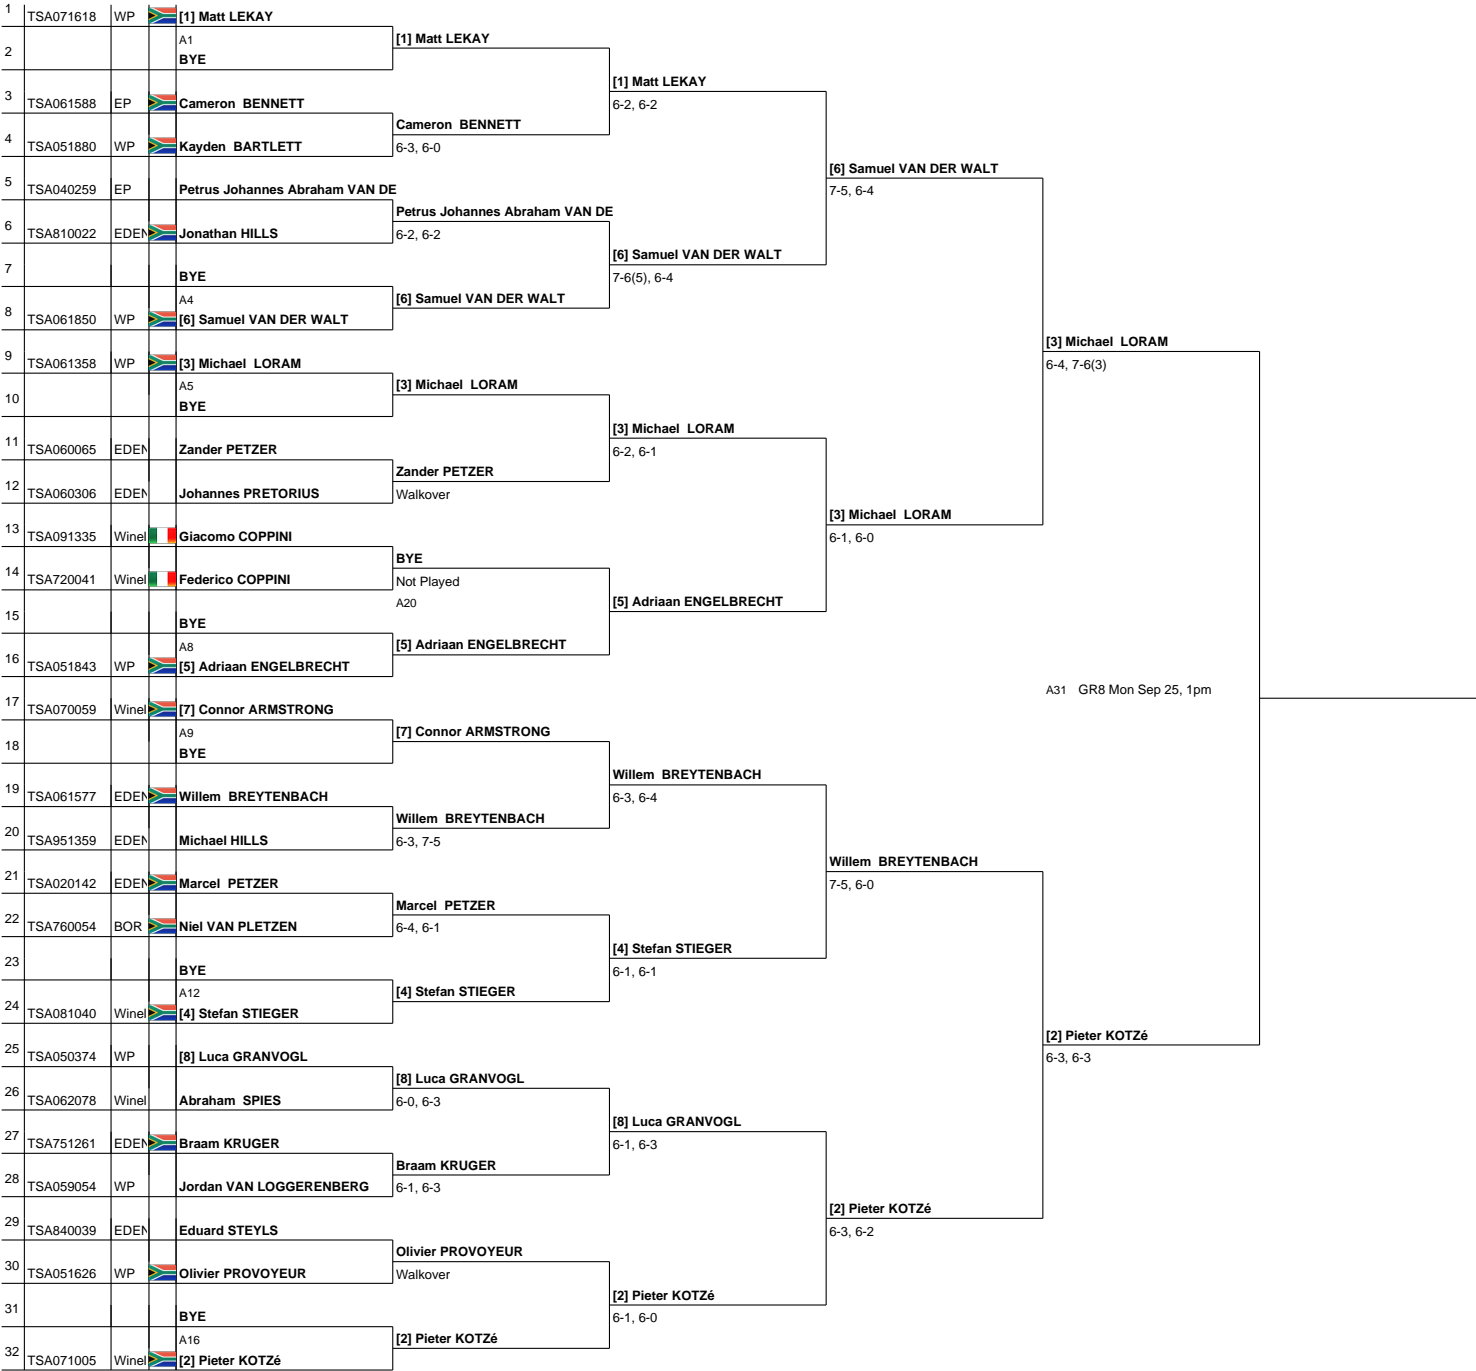 1 TSA071618 WP [1] Matt LEKAY
A1 [1] Matt LEKAY
2 BYE
[1] Matt LEKAY
3 TSA061588 EP Cameron BENNETT 6-2, 6-2
Cameron BENNETT
4 TSA051880 WP Kayden BARTLETT 6-3, 6-0
[6] Samuel VAN DER WALT
5 TSA040259 EP Petrus Johannes Abraham VAN DE 7-5, 6-4
Petrus Johannes Abraham VAN DE
6 TSA810022 EDEN Jonathan HILLS 6-2, 6-2
[6] Samuel VAN DER WALT
7 BYE 7-6(5), 6-4
A4 [6] Samuel VAN DER WALT
8 TSA061850 WP [6] Samuel VAN DER WALT
[3] Michael LORAM
9 TSA061358 WP [3] Michael LORAM 6-4, 7-6(3)
A5 [3] Michael LORAM
10 BYE
[3] Michael LORAM
11 TSA060065 EDEN Zander PETZER 6-2, 6-1
Zander PETZER
12 TSA060306 EDEN Johannes PRETORIUS Walkover
[3] Michael LORAM
13 TSA091335 Winel Giacomo COPPINI 6-1, 6-0
BYE
14 TSA720041 Winel Federico COPPINI Not Played
A20 [5] Adriaan ENGELBRECHT
15 BYE
A8 [5] Adriaan ENGELBRECHT
16 TSA051843 WP [5] Adriaan ENGELBRECHT
A31 GR8 Mon Sep 25, 1pm
17 TSA070059 Winel [7] Connor ARMSTRONG
A9 [7] Connor ARMSTRONG
18 BYE
Willem BREYTENBACH
19 TSA061577 EDEN Willem BREYTENBACH 6-3, 6-4
Willem BREYTENBACH
20 TSA951359 EDEN Michael HILLS 6-3, 7-5
Willem BREYTENBACH
21 TSA020142 EDEN Marcel PETZER 7-5, 6-0
Marcel PETZER
22 TSA760054 BOR Niel VAN PLETZEN 6-4, 6-1
[4] Stefan STIEGER
23 BYE 6-1, 6-1
A12 [4] Stefan STIEGER
24 TSA081040 Winel [4] Stefan STIEGER
[2] Pieter KOTZé
25 TSA050374 WP [8] Luca GRANVOGL 6-3, 6-3
[8] Luca GRANVOGL
26 TSA062078 Winel Abraham SPIES 6-0, 6-3
[8] Luca GRANVOGL
27 TSA751261 EDEN Braam KRUGER 6-1, 6-3
Braam KRUGER
28 TSA059054 WP Jordan VAN LOGGERENBERG 6-1, 6-3
[2] Pieter KOTZé
29 TSA840039 EDEN Eduard STEYLS 6-3, 6-2
Olivier PROVOYEUR
30 TSA051626 WP Olivier PROVOYEUR Walkover
[2] Pieter KOTZé
31 BYE 6-1, 6-0
A16 [2] Pieter KOTZé
32 TSA071005 Winel [2] Pieter KOTZé